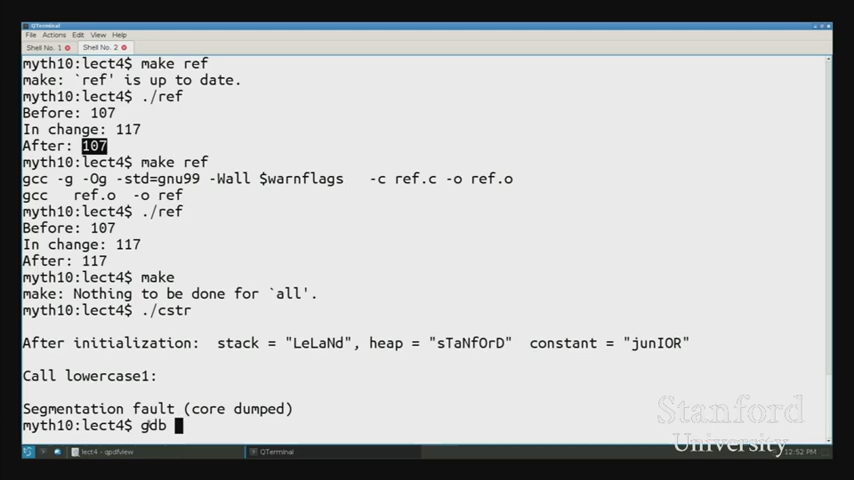 QTerminal
File Actions Edit View Help
Shell No. 1 Shell No. 2
myth10:lect4$ make ref
make: `ref' is up to date.
myth10:lect4$ ./ref
Before: 107
In change: 117
After: 107
myth10:lect4$ make ref
gcc -g -Og -std=gnu99 -Wall $warnflags   -c ref.c -o ref.o
gcc   ref.o  -o ref
myth10:lect4$ ./ref
Before: 107
In change: 117
After: 117
myth10:lect4$ make
make: Nothing to be done for `all'.
myth10:lect4$ ./cstr
After initialization:  stack = "LeLaNd", heap = "sTaNfOrD"  constant = "junIOR"
Call lowercase1:
Segmentation fault (core dumped)
myth10:lect4$ gdb
Stanford
University
lect4 - qpdfview QTerminal 12:52 PM